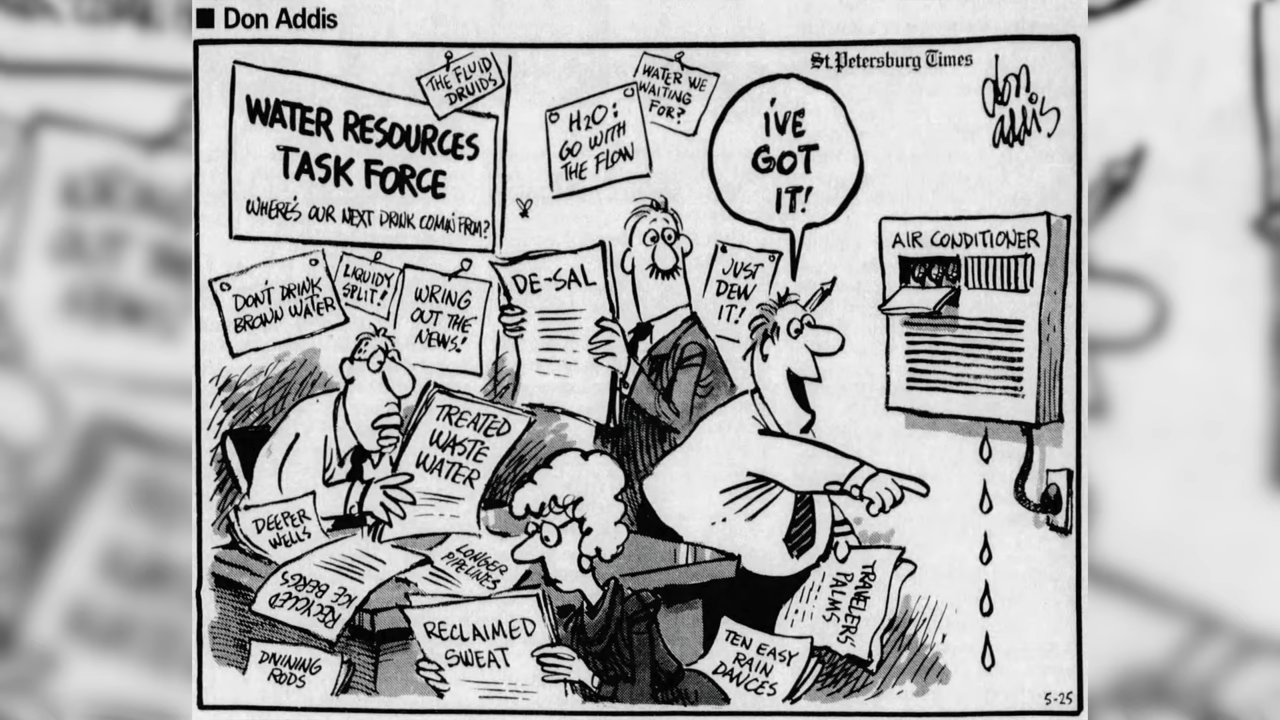 Don Addis
St. Petersburg Times
don
addis
THE FLUID
DRUIDS
WATER RESOURCES
TASK FORCE
WHERE'S OUR NEXT DRINK COMIN' FROM?
H2O:
GO WITH
THE FLOW
WATER WE
WAITING
FOR?
I'VE
GOT
IT!
AIR CONDITIONER
DON'T DRINK
BROWN WATER
LIQUIDY
SPLIT!
WRING
OUT THE
NEWS!
DE-SAL
JUST
DEW
IT!
TREATED
WASTE
WATER
DEEPER
WELLS
RECYCLED
ICE BERGS
LONGER
PIPELINES
RECLAIMED
SWEAT
DNINING
RODS
TRAVELERS
PALMS
TEN EASY
RAIN
DANCES
5-25